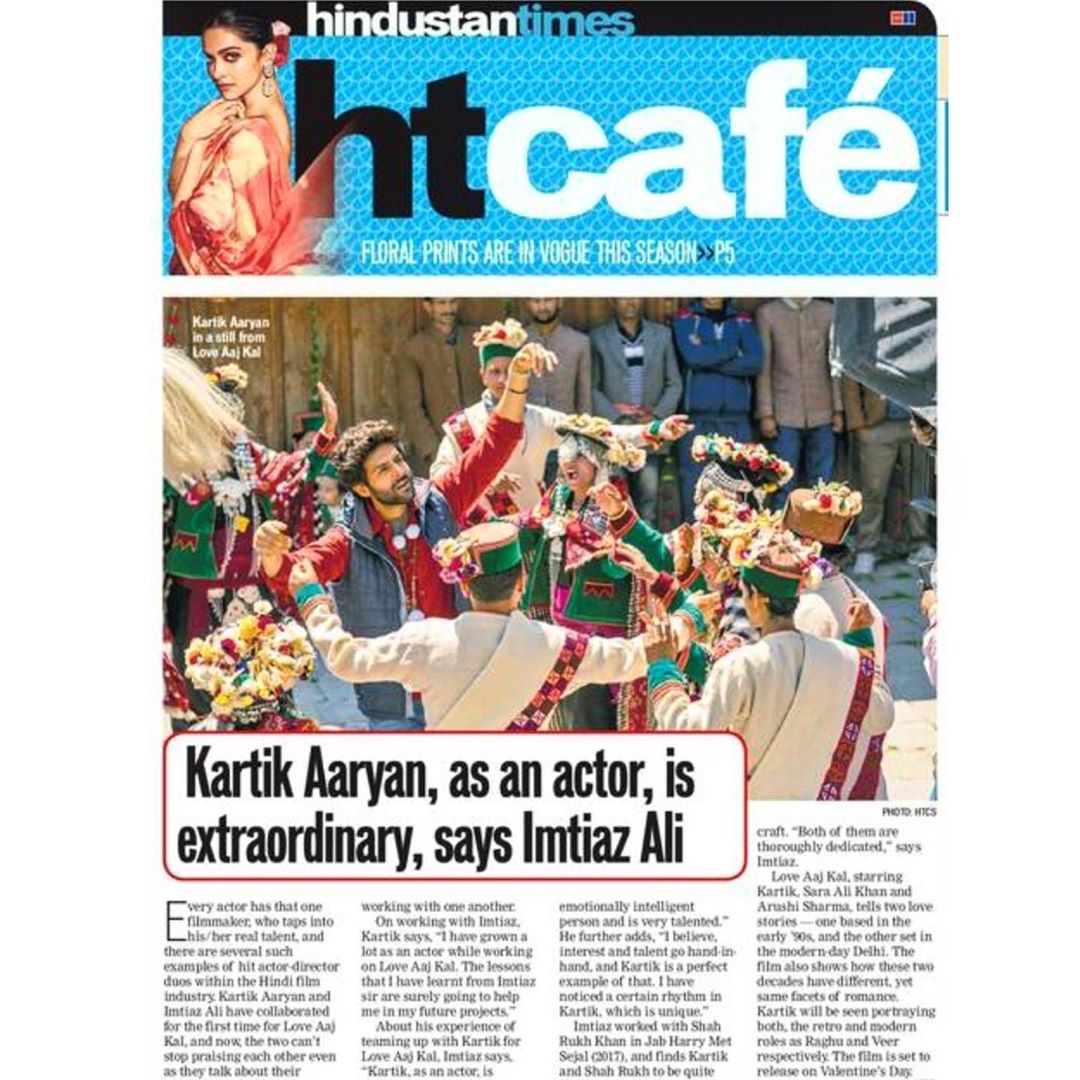 hindustantimes
htcafé
FLORAL PRINTS ARE IN VOGUE THIS SEASON>>P5
Kartik Aaryan
in a still from
Love Aaj Kal
PHOTO: HTCS
Kartik Aaryan, as an actor, is
extraordinary, says Imtiaz Ali
Every actor has that one
filmmaker, who taps into
his/her real talent, and
there are several such
examples of hit actor-director
duos within the Hindi film
industry. Kartik Aaryan and
Imtiaz Ali have collaborated
for the first time for Love Aaj
Kal, and now, the two can’t
stop praising each other even
as they talk about their
working with one another.
On working with Imtiaz,
Kartik says, “I have grown a
lot as an actor while working
on Love Aaj Kal. The lessons
that I have learnt from Imtiaz
sir are surely going to help
me in my future projects.”
About his experience of
teaming up with Kartik for
Love Aaj Kal, Imtiaz says,
“Kartik, as an actor, is
emotionally intelligent
person and is very talented.”
He further adds, “I believe,
interest and talent go hand-in-
hand, and Kartik is a perfect
example of that. I have
noticed a certain rhythm in
Kartik, which is unique.”
Imtiaz worked with Shah
Rukh Khan in Jab Harry Met
Sejal (2017), and finds Kartik
and Shah Rukh to be quite
craft. “Both of them are
thoroughly dedicated,” says
Imtiaz.
Love Aaj Kal, starring
Kartik, Sara Ali Khan and
Arushi Sharma, tells two love
stories — one based in the
early ’90s, and the other set in
the modern-day Delhi. The
film also shows how these two
decades have different, yet
same facets of romance.
Kartik will be seen portraying
both, the retro and modern
roles as Raghu and Veer
respectively. The film is set to
release on Valentine’s Day.